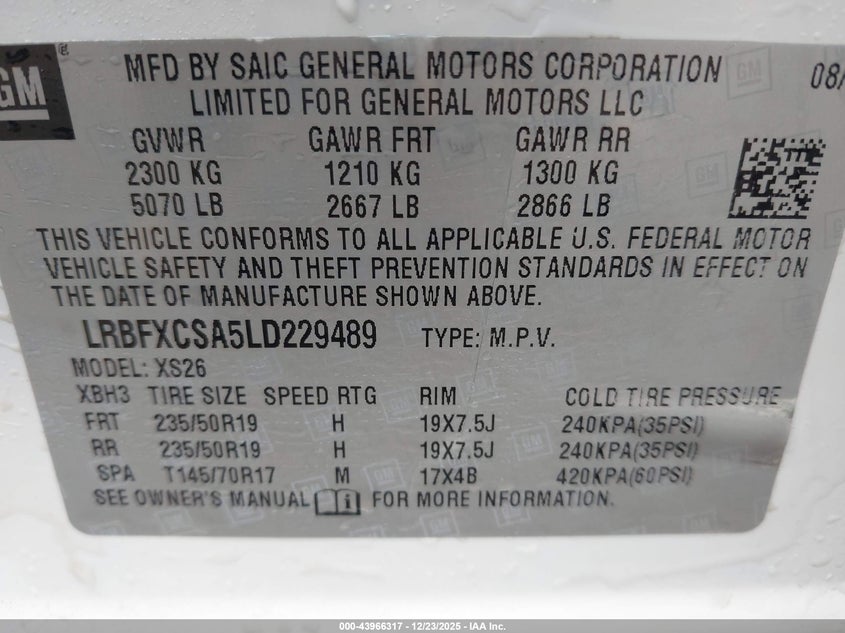 GM ®
MFD BY SAIC GENERAL MOTORS CORPORATION 08/
LIMITED FOR GENERAL MOTORS LLC
GVWR GAWR FRT GAWR RR
2300 KG 1210 KG 1300 KG
5070 LB 2667 LB 2866 LB
THIS VEHICLE CONFORMS TO ALL APPLICABLE U.S. FEDERAL MOTOR
VEHICLE SAFETY AND THEFT PREVENTION STANDARDS IN EFFECT ON
THE DATE OF MANUFACTURE SHOWN ABOVE.
LRBFXCSA5LD229489 TYPE: M.P.V.
MODEL: XS26
XBH3 TIRE SIZE SPEED RTG RIM COLD TIRE PRESSURE
FRT 235/50R19 H 19X7.5J 240KPA(35PSI)
RR 235/50R19 H 19X7.5J 240KPA(35PSI)
SPA T145/70R17 M 17X4B 420KPA(60PSI)
SEE OWNER'S MANUAL i FOR MORE INFORMATION.
000-43966317 - 12/23/2025 - IAA Inc.